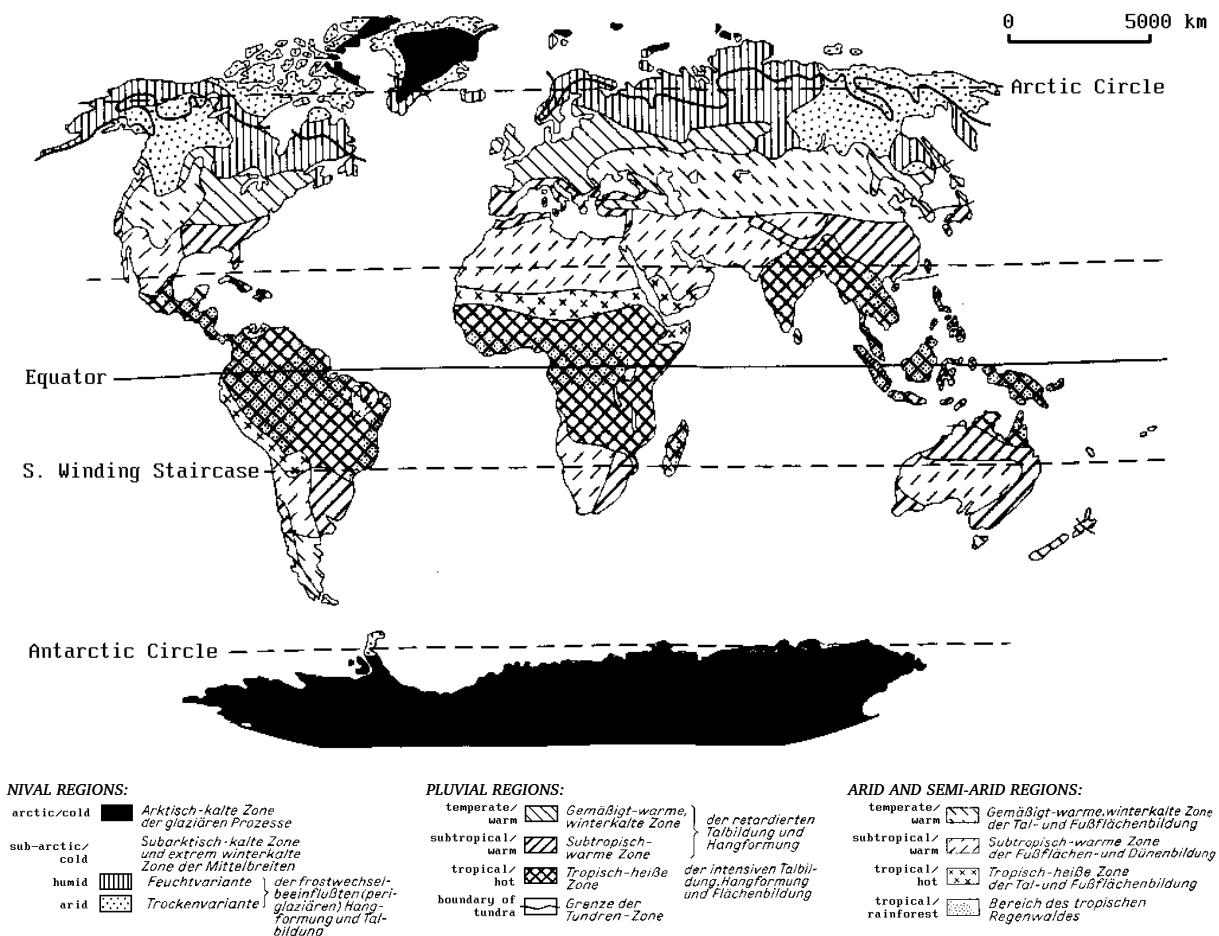 0 5000 km
Arctic Circle
Equator
S. Winding Staircase
Antarctic Circle
NIVAL REGIONS:
arctic/cold
Arktisch-kalte Zone
der glaziären Prozesse
sub-arctic/
cold
Subarktisch-kalte Zone
und extrem winterkalte
Zone der Mittelbreiten
humid
Feuchtvariante
arid
Trockenvariante
der frostwechsel-
beeinflußten (peri-
glaziären) Hang-
formung und Tal-
bildung
PLUVIAL REGIONS:
temperate/
warm
Gemäßigt-warme,
winterkalte Zone
subtropical/
warm
Subtropisch-
warme Zone
der retardierten
Talbildung und
Hangformung
tropical/
hot
Tropisch-heiße
Zone
der intensiven Talbil-
dung, Hangformung
und Flächenbildung
boundary of
tundra
Grenze der
Tundren-Zone
ARID AND SEMI-ARID REGIONS:
temperate/
warm
Gemäßigt-warme, winterkalte Zone
der Tal- und Fußflächenbildung
subtropical/
warm
Subtropisch-warme Zone
der Fußflächen- und Dünenbildung
tropical/
hot
Tropisch-heiße Zone
der Tal- und Fußflächenbildung
tropical/
rainforest
Bereich des tropischen
Regenwaldes